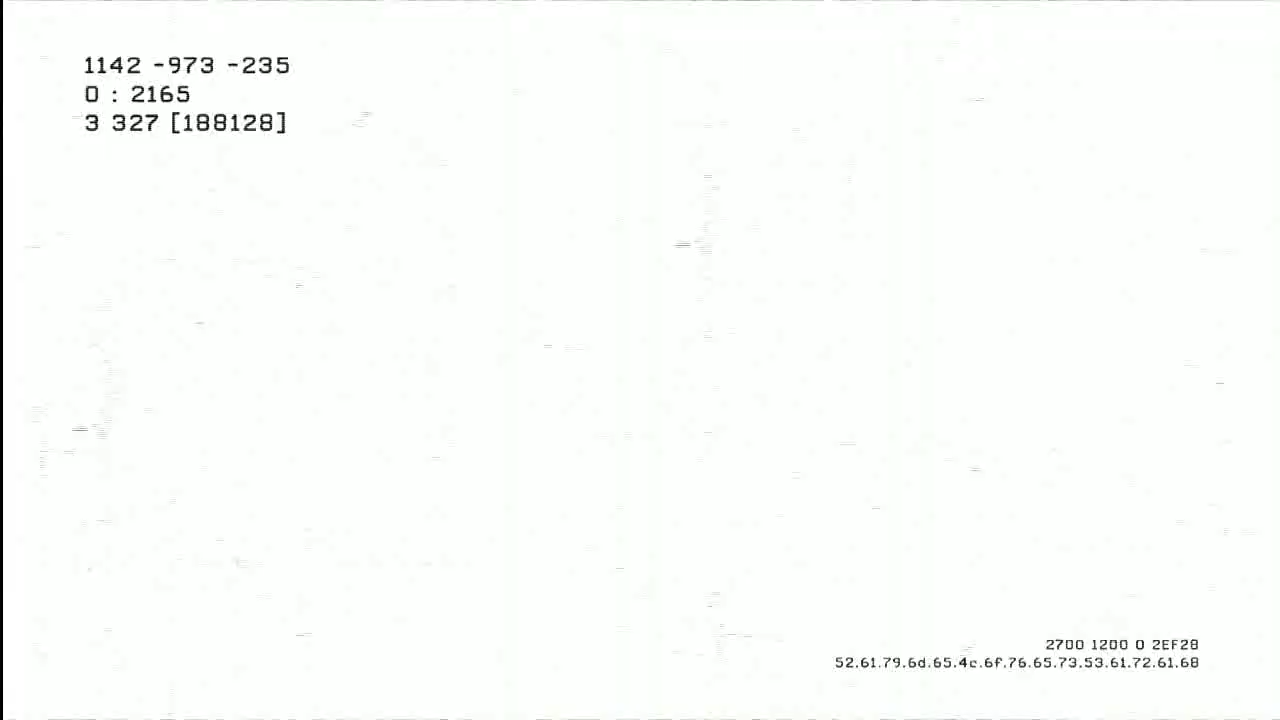 1142 -973 -235
0 : 2165
3 327 [188128]
2700 1200 0 2EF28
52.61.79.6d.65.4c.6f.76.65.73.53.61.72.61.68